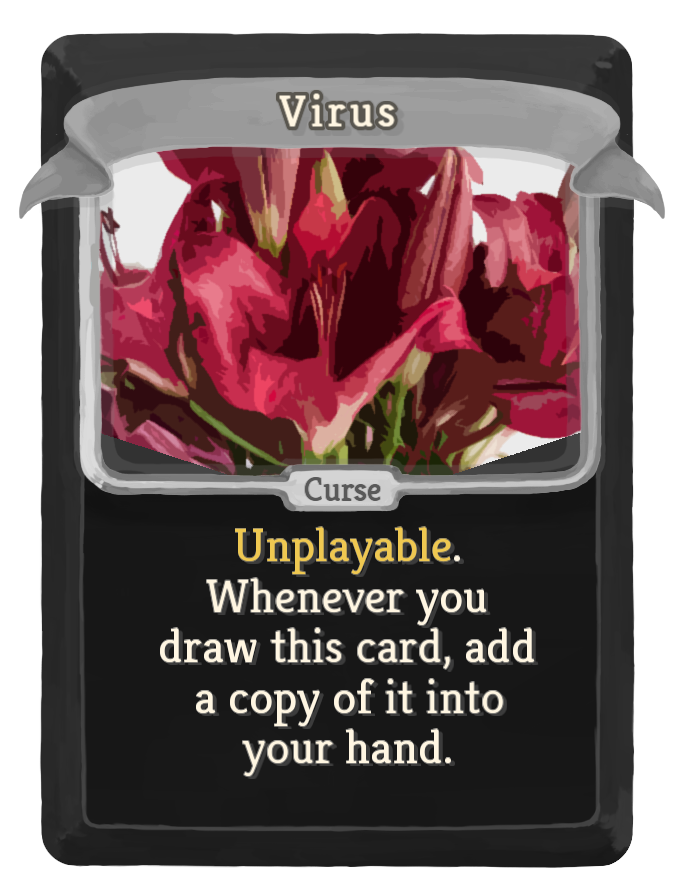 Virus
Curse
Unplayable.
Whenever you
draw this card, add
a copy of it into
your hand.